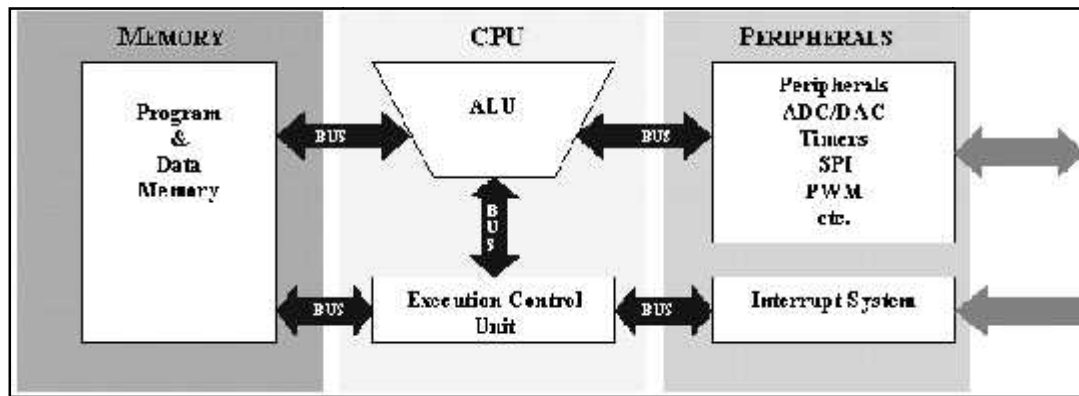 MEMORY
CPU
PERIPHERALS
Program
&
Data
Memory
BUS
ALU
BUS
Peripherals
ADC/DAC
Timers
SPI
PWM
etc.
BUS
BUS
Execution Control
Unit
BUS
Interrupt System